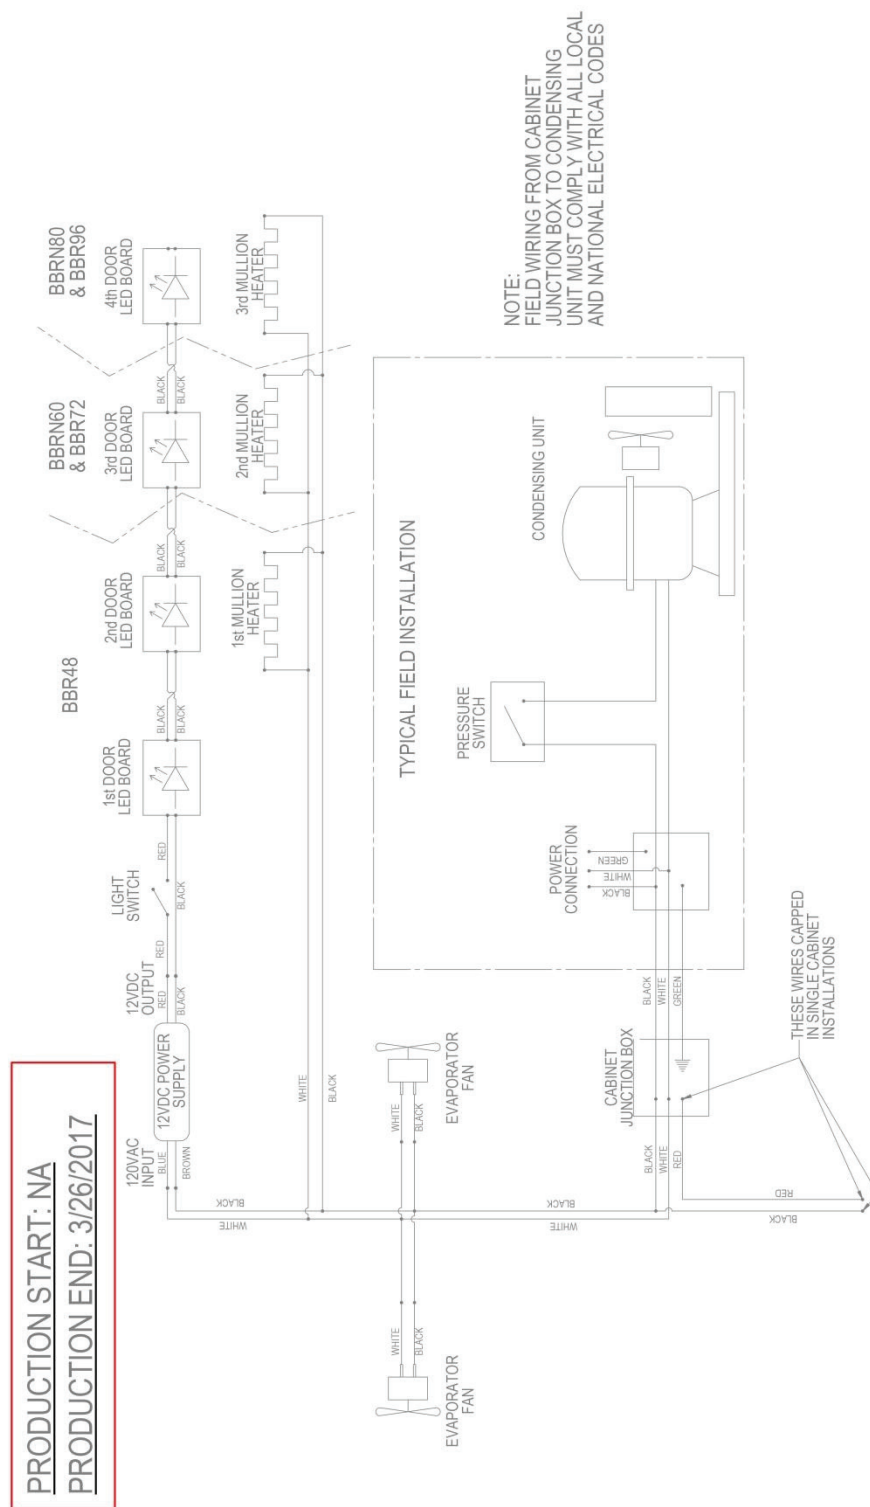 PRODUCTION START: NA
PRODUCTION END: 3/26/2017
BBR48
BBRN60
& BBR72
BBRN80
& BBR96
120VAC
INPUT
BLUE
BROWN
12VDC POWER
SUPPLY
12VDC
OUTPUT
RED
BLACK
RED
LIGHT
SWITCH
BLACK
RED
1st DOOR
LED BOARD
BLACK
BLACK
2nd DOOR
LED BOARD
BLACK
BLACK
3rd DOOR
LED BOARD
BLACK
BLACK
4th DOOR
LED BOARD
1st MULLION
HEATER
2nd MULLION
HEATER
3rd MULLION
HEATER
WHITE
BLACK
BLACK
WHITE
WHITE
BLACK
EVAPORATOR
FAN
WHITE
BLACK
EVAPORATOR
FAN
BLACK
WHITE
TYPICAL FIELD INSTALLATION
PRESSURE
SWITCH
CONDENSING UNIT
POWER
CONNECTION
BLACK
WHITE
GREEN
BLACK
WHITE
GREEN
CABINET
JUNCTION BOX
BLACK
WHITE
RED
RED
BLACK
THESE WIRES CAPPED
IN SINGLE CABINET
INSTALLATIONS
NOTE:
FIELD WIRING FROM CABINET
JUNCTION BOX TO CONDENSING
UNIT MUST COMPLY WITH ALL LOCAL
AND NATIONAL ELECTRICAL CODES